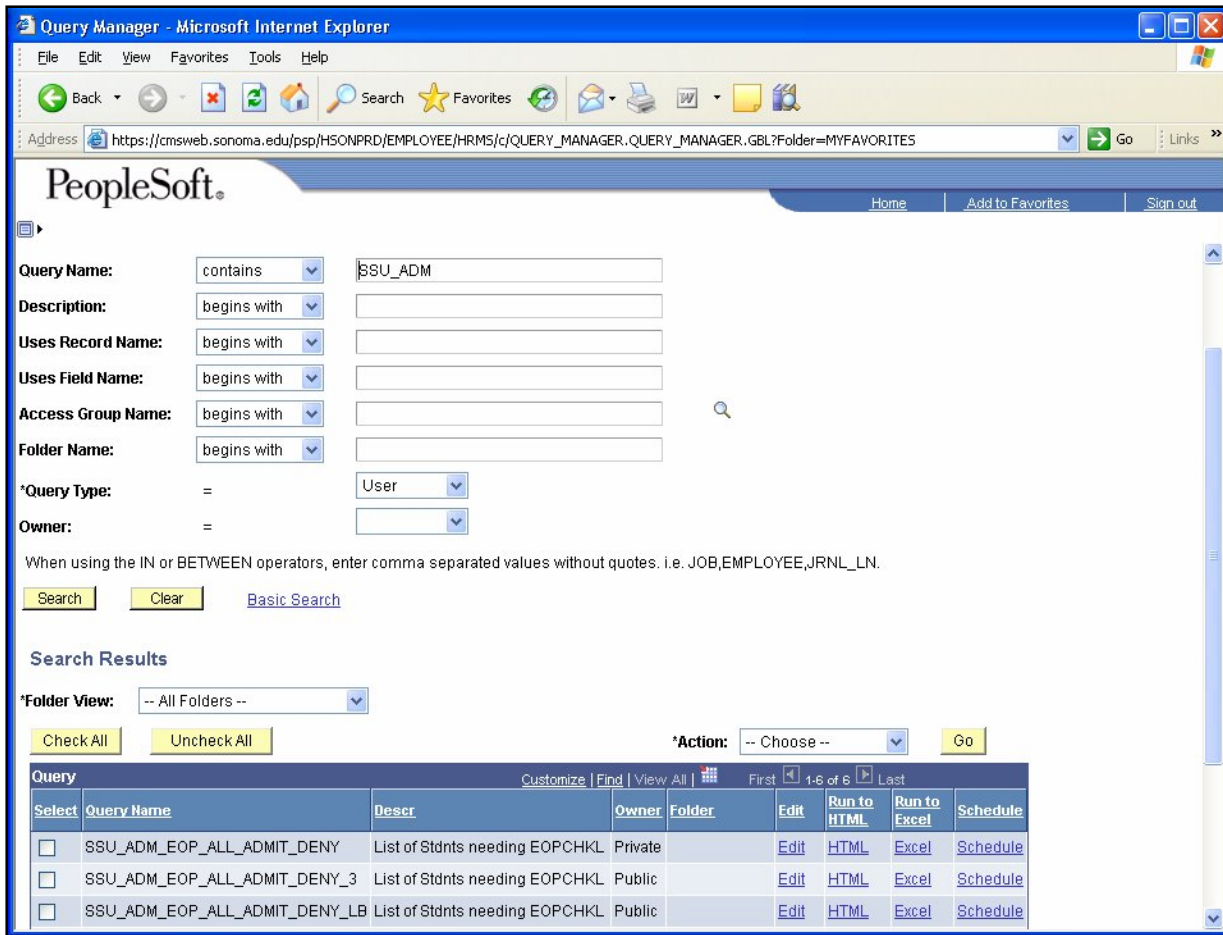 Query Manager - Microsoft Internet Explorer
File Edit View Favorites Tools Help
Back Search Favorites
Address https://cmsweb.sonoma.edu/psp/HSONPRD/EMPLOYEE/HRMS/c/QUERY_MANAGER.QUERY_MANAGER.GBL?Folder=MYFAVORITES Go Links »
PeopleSoft.
Home Add to Favorites Sign out
Query Name: contains SSU_ADM
Description: begins with
Uses Record Name: begins with
Uses Field Name: begins with
Access Group Name: begins with
Folder Name: begins with
*Query Type: = User
Owner: =
When using the IN or BETWEEN operators, enter comma separated values without quotes. i.e. JOB,EMPLOYEE,JRNL_LN.
Search Clear Basic Search
Search Results
*Folder View: -- All Folders --
Check All Uncheck All *Action: -- Choose -- Go
Query Customize | Find | View All | First 1-6 of 6 Last
Select Query Name Descr Owner Folder Edit Run to HTML Run to Excel Schedule
SSU_ADM_EOP_ALL_ADMIT_DENY List of Stdnts needing EOPCHKL Private Edit HTML Excel Schedule
SSU_ADM_EOP_ALL_ADMIT_DENY_3 List of Stdnts needing EOPCHKL Public Edit HTML Excel Schedule
SSU_ADM_EOP_ALL_ADMIT_DENY_LB List of Stdnts needing EOPCHKL Public Edit HTML Excel Schedule